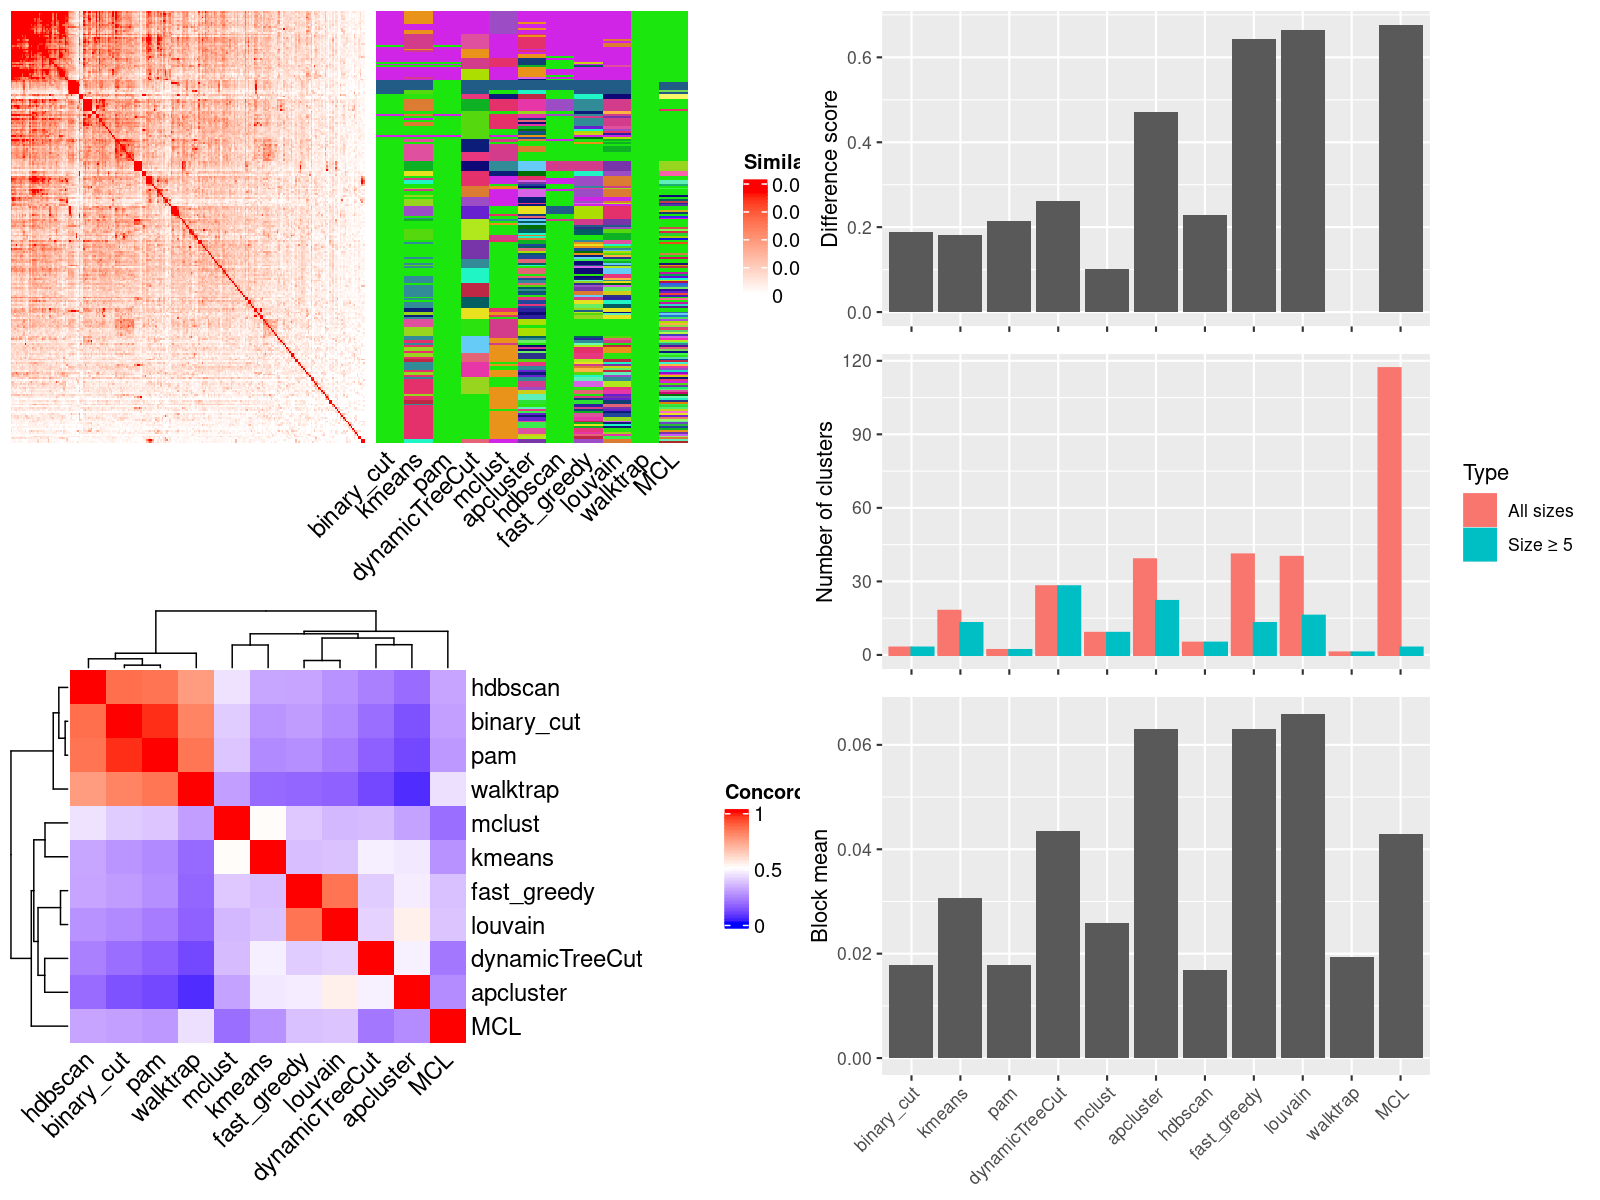 Simila
0.0
0.0
0.0
0.0
0
binary_cut
kmeans
pam
dynamicTreeCut
mclust
apcluster
hdbscan
fast_greedy
louvain
walktrap
MCL
hdbscan
binary_cut
pam
walktrap
mclust
kmeans
fast_greedy
louvain
dynamicTreeCut
apcluster
MCL
hdbscan
binary_cut
pam
walktrap
mclust
kmeans
fast_greedy
louvain
dynamicTreeCut
apcluster
MCL
Concord
1
0.5
0
Difference score
0.6
0.4
0.2
0.0
Number of clusters
120
90
60
30
0
Type
All sizes
Size ≥ 5
Block mean
0.06
0.04
0.02
0.00
binary_cut
kmeans
pam
dynamicTreeCut
mclust
apcluster
hdbscan
fast_greedy
louvain
walktrap
MCL